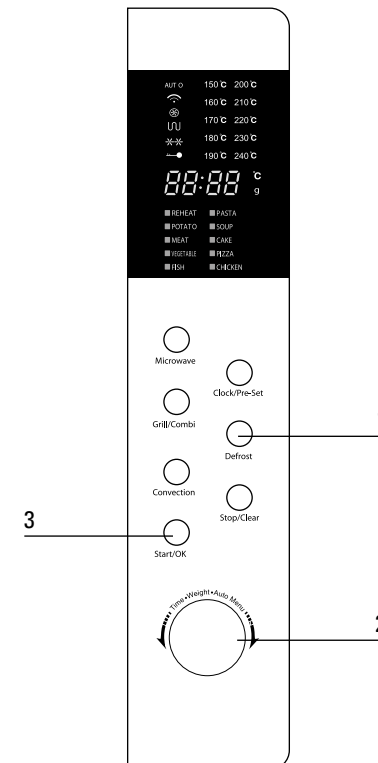 AUTO 150℃ 200℃
160℃ 210℃
170℃ 220℃
180℃ 230℃
190℃ 240℃
88:88 ℃
g
REHEAT PASTA
POTATO SOUP
MEAT CAKE
VEGETABLE PIZZA
FISH CHICKEN
Microwave
Clock/Pre-Set
Grill/Combi
Defrost
Convection
Stop/Clear
3
Start/OK
Time•Weight•Auto Menu